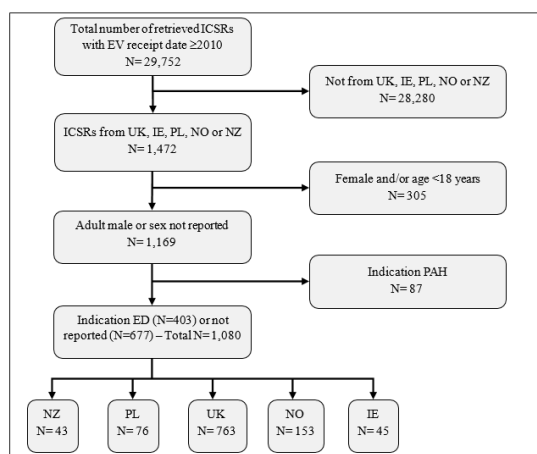 Total number of retrieved ICSRs
with EV receipt date ≥2010
N= 29,752
Not from UK, IE, PL, NO or NZ
N= 28,280
ICSRs from UK, IE, PL, NO or NZ
N= 1,472
Female and/or age <18 years
N= 305
Adult male or sex not reported
N= 1,169
Indication PAH
N= 87
Indication ED (N=403) or not
reported (N=677) – Total N= 1,080
NZ
N= 43
PL
N= 76
UK
N= 763
NO
N= 153
IE
N= 45